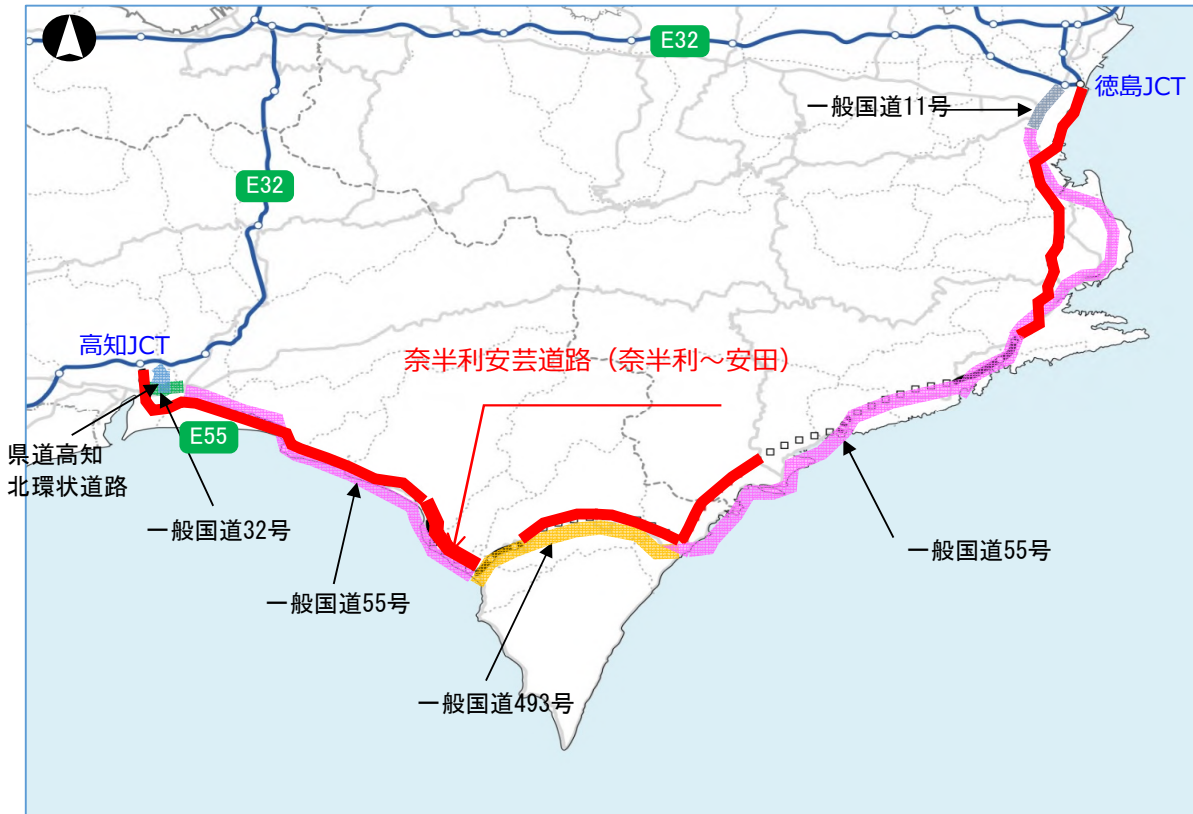 E32
徳島JCT
一般国道11号
E32
高知JCT
奈半利安芸道路（奈半利～安田）
E55
県道高知
北環状道路
一般国道32号
一般国道55号
一般国道55号
一般国道493号